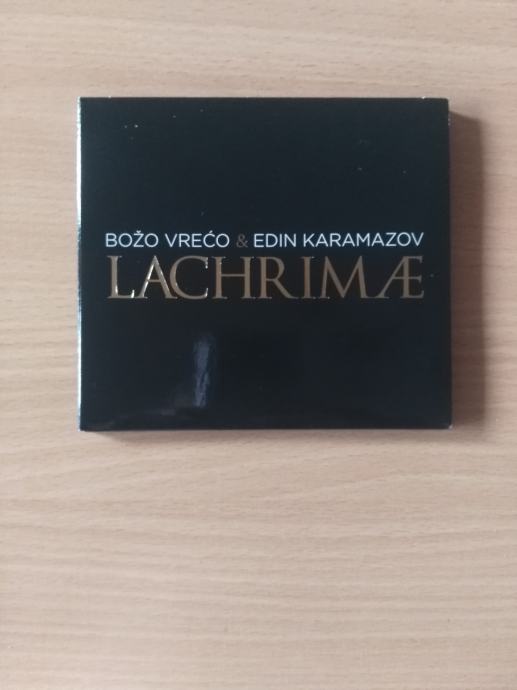 BOŽO VREĆO & EDIN KARAMAZOV
LACHRIMÆ